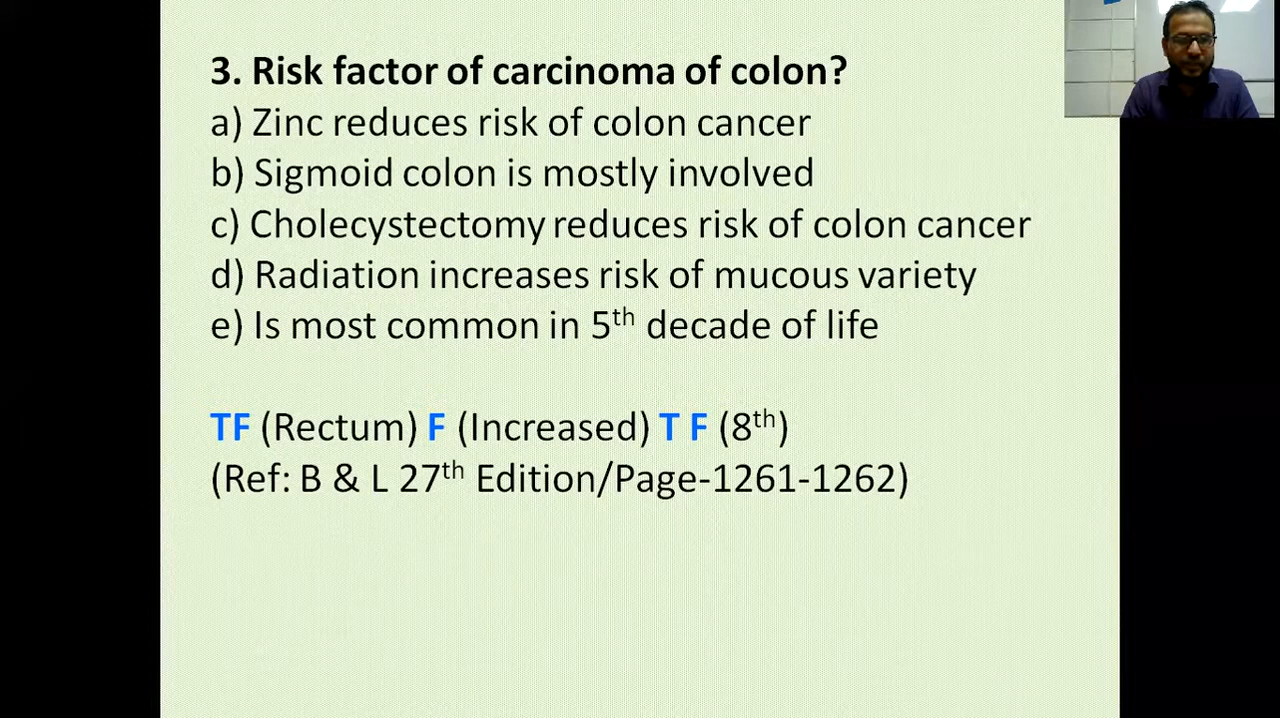 3. Risk factor of carcinoma of colon?
a) Zinc reduces risk of colon cancer
b) Sigmoid colon is mostly involved
c) Cholecystectomy reduces risk of colon cancer
d) Radiation increases risk of mucous variety
e) Is most common in 5th decade of life
TF (Rectum) F (Increased) T F (8th)
(Ref: B & L 27th Edition/Page-1261-1262)